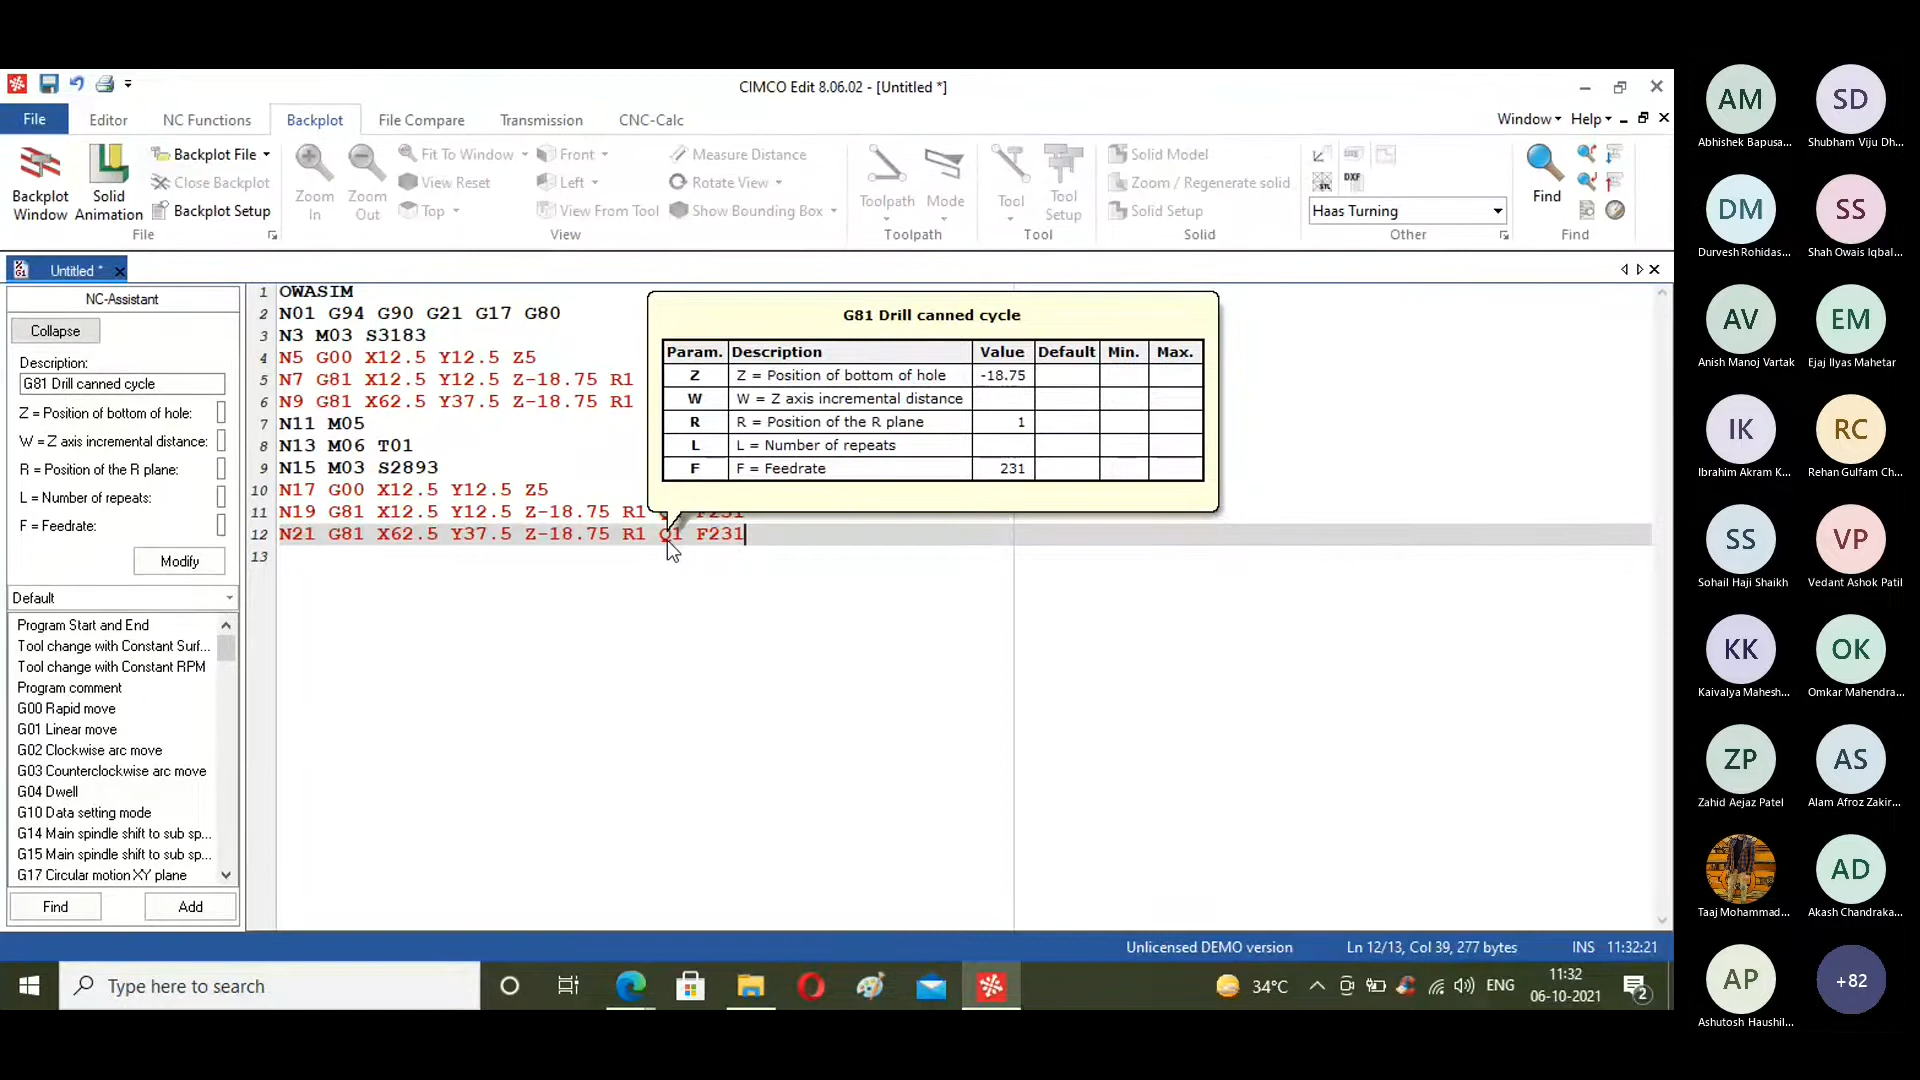 CIMCO Edit 8.06.02 - [Untitled *]
File Editor NC Functions Backplot File Compare Transmission CNC-Calc Window Help
Backplot Window
Solid Animation
Backplot File
Close Backplot
Backplot Setup
File
Zoom In
Zoom Out
Fit To Window
View Reset
Top
Front
Left
View From Tool
Measure Distance
Rotate View
Show Bounding Box
View
Toolpath
Mode
Toolpath
Tool
Tool Setup
Tool
Solid Model
Zoom / Regenerate solid
Solid Setup
Solid
STL
DXF
Haas Turning
Other
Find
Find
Untitled *
NC-Assistant
Collapse
Description:
G81 Drill canned cycle
Z = Position of bottom of hole:
W = Z axis incremental distance:
R = Position of the R plane:
L = Number of repeats:
F = Feedrate:
Modify
Default
Program Start and End
Tool change with Constant Surf...
Tool change with Constant RPM
Program comment
G00 Rapid move
G01 Linear move
G02 Clockwise arc move
G03 Counterclockwise arc move
G04 Dwell
G10 Data setting mode
G14 Main spindle shift to sub sp...
G15 Main spindle shift to sub sp...
G17 Circular motion XY plane
Find Add
1 OWASIM
2 N01 G94 G90 G21 G17 G80
3 N3 M03 S3183
4 N5 G00 X12.5 Y12.5 Z5
5 N7 G81 X12.5 Y12.5 Z-18.75 R1
6 N9 G81 X62.5 Y37.5 Z-18.75 R1
7 N11 M05
8 N13 M06 T01
9 N15 M03 S2893
10 N17 G00 X12.5 Y12.5 Z5
11 N19 G81 X12.5 Y12.5 Z-18.75 R1 Q1 F231
12 N21 G81 X62.5 Y37.5 Z-18.75 R1 Q1 F231
13
G81 Drill canned cycle
Param. Description Value Default Min. Max.
Z Z = Position of bottom of hole -18.75
W W = Z axis incremental distance
R R = Position of the R plane 1
L L = Number of repeats
F F = Feedrate 231
Unlicensed DEMO version Ln 12/13, Col 39, 277 bytes INS 11:32:21
Type here to search
34°C ENG
11:32
06-10-2021
2
AM
Abhishek Bapusa...
SD
Shubham Viju Dh...
DM
Durvesh Rohidas...
SS
Shah Owais Iqbal...
AV
Anish Manoj Vartak
EM
Ejaj Ilyas Mahetar
IK
Ibrahim Akram K...
RC
Rehan Gulfam Ch...
SS
Sohail Haji Shaikh
VP
Vedant Ashok Patil
KK
Kaivalya Mahesh...
OK
Omkar Mahendra...
ZP
Zahid Aejaz Patel
AS
Alam Afroz Zakir...
Taaj Mohammad...
AD
Akash Chandraka...
AP
Ashutosh Haushil...
+82